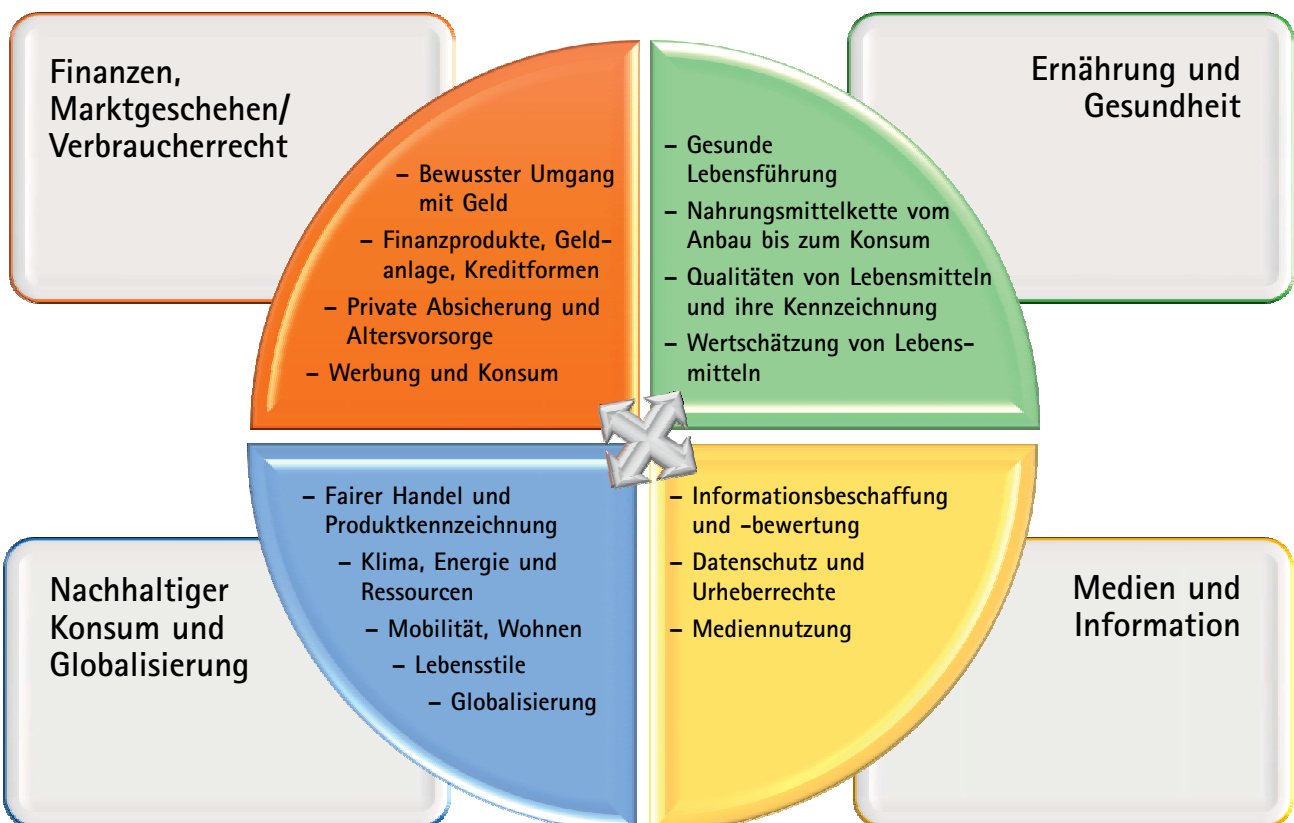 Finanzen,
Marktgeschehen/
Verbraucherrecht
– Bewusster Umgang
mit Geld
– Finanzprodukte, Geld-
anlage, Kreditformen
– Private Absicherung und
Altersvorsorge
– Werbung und Konsum
Ernährung und
Gesundheit
– Gesunde
Lebensführung
– Nahrungsmittelkette vom
Anbau bis zum Konsum
– Qualitäten von Lebensmitteln
und ihre Kennzeichnung
– Wertschätzung von Lebens-
mitteln
Nachhaltiger
Konsum und
Globalisierung
– Fairer Handel und
Produktkennzeichnung
– Klima, Energie und
Ressourcen
– Mobilität, Wohnen
– Lebensstile
– Globalisierung
Medien und
Information
– Informationsbeschaffung
und -bewertung
– Datenschutz und
Urheberrechte
– Mediennutzung